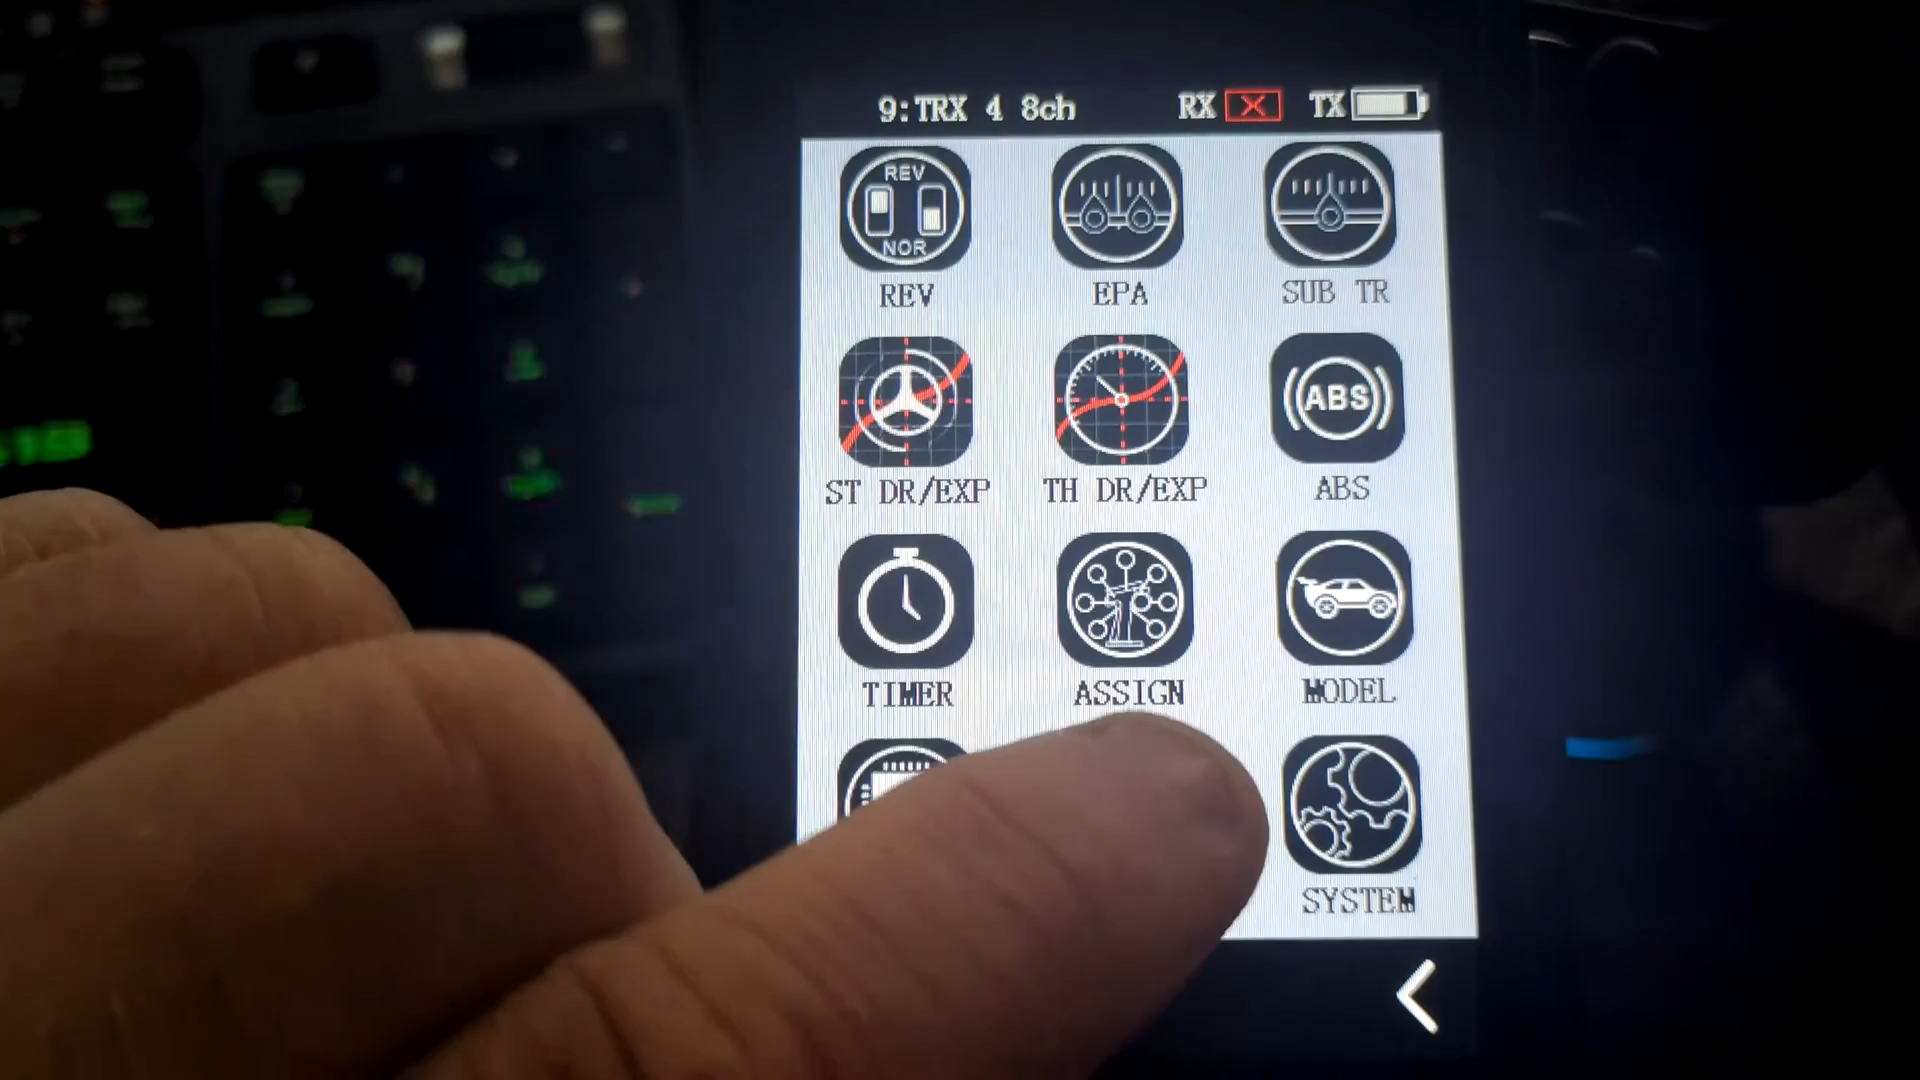 9:TRX 4 8ch RX TX
REV
NOR
REV EPA SUB TR
ABS
ST DR/EXP TH DR/EXP ABS
TIMER ASSIGN MODEL
SYSTEM